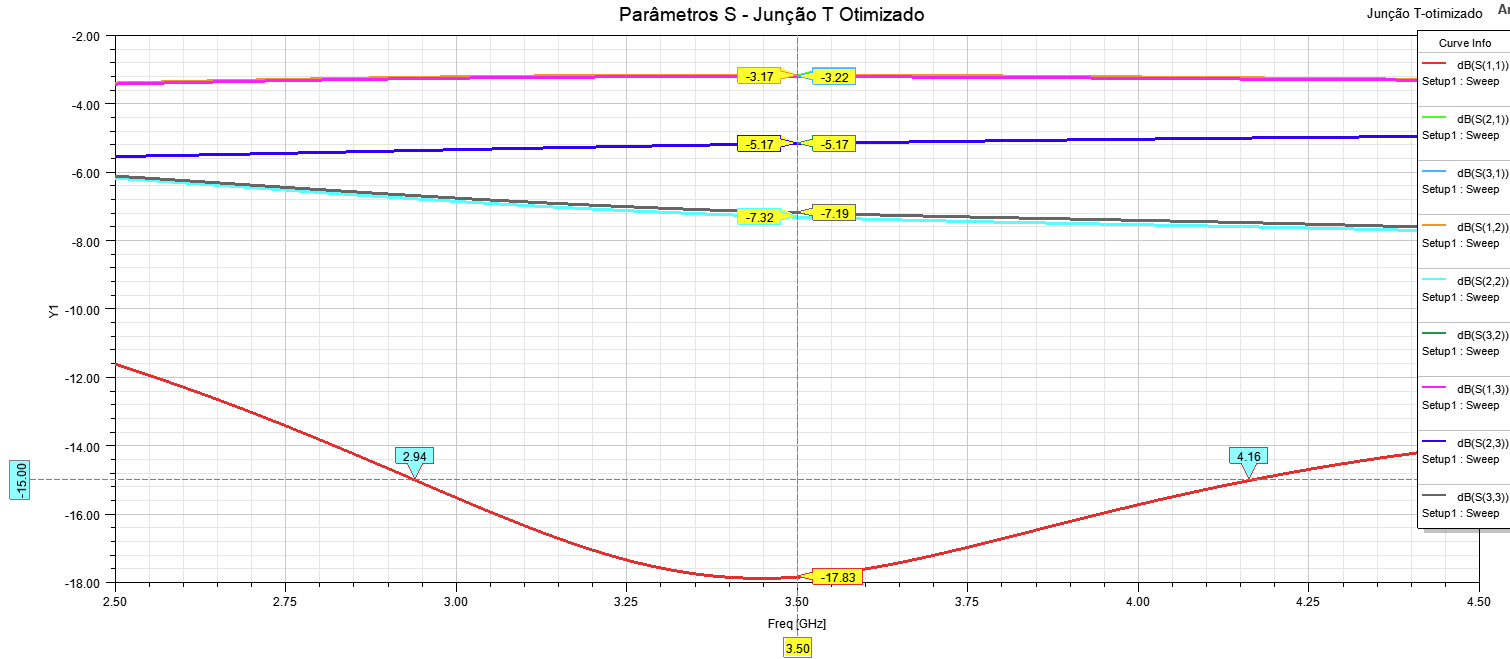 Parâmetros S - Junção T Otimizado
Junção T-otimizado
Curve Info
dB(S(1,1))
Setup1 : Sweep
dB(S(2,1))
Setup1 : Sweep
dB(S(3,1))
Setup1 : Sweep
dB(S(1,2))
Setup1 : Sweep
dB(S(2,2))
Setup1 : Sweep
dB(S(3,2))
Setup1 : Sweep
dB(S(1,3))
Setup1 : Sweep
dB(S(2,3))
Setup1 : Sweep
dB(S(3,3))
Setup1 : Sweep
-2.00
-4.00
-6.00
-8.00
-10.00
-12.00
-14.00
-16.00
-18.00
Y1
-15.00
-3.17
-3.22
-5.17
-5.17
-7.32
-7.19
2.94
4.16
-17.83
2.50
2.75
3.00
3.25
3.50
3.75
4.00
4.25
4.50
Freq [GHz]
3.50